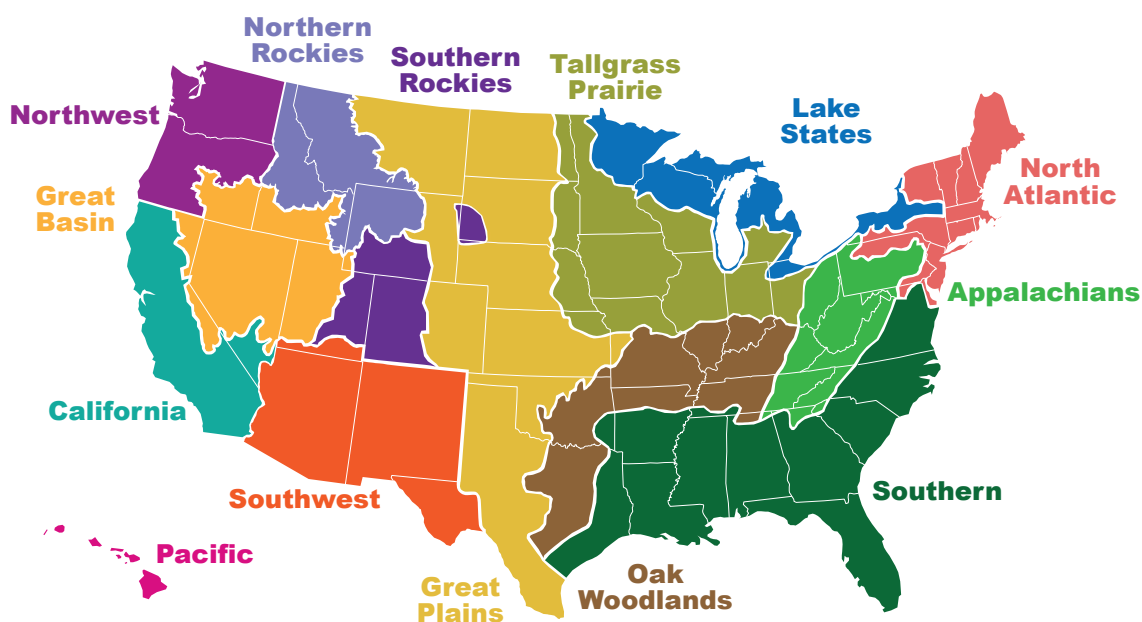 Northern
Rockies
Southern
Rockies
Tallgrass
Prairie
Lake
States
Northwest
North
Atlantic
Great
Basin
Appalachians
California
Southwest
Southern
Pacific
Great
Plains
Oak
Woodlands